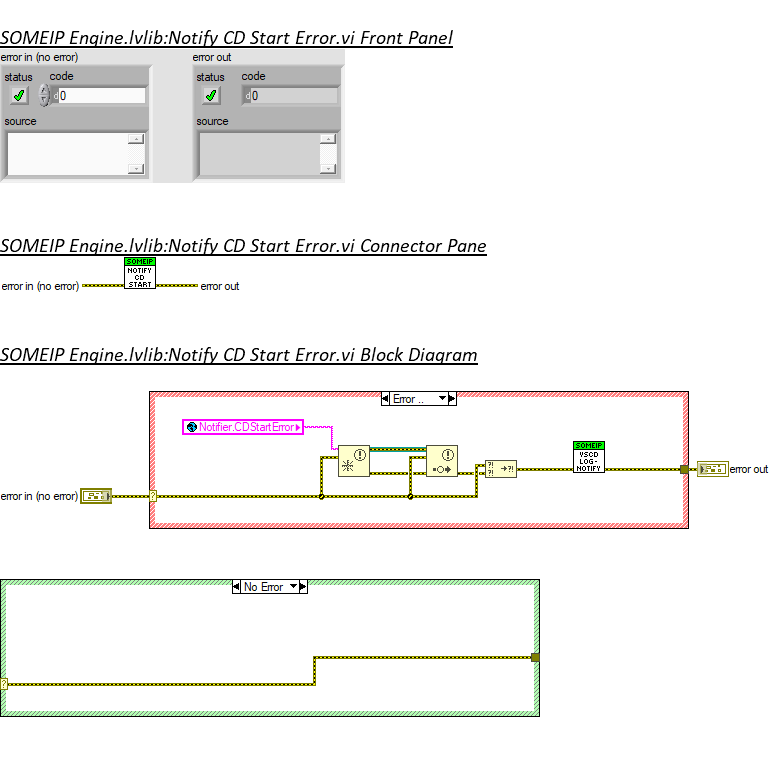 SOMEIP Engine.lvlib:Notify CD Start Error.vi Front Panel
error in (no error)
error out
status
code
status
code
d
0
d
0
source
source
SOMEIP Engine.lvlib:Notify CD Start Error.vi Connector Pane
SOMEIP
NOTIFY
CD
START
error in (no error)
error out
SOMEIP Engine.lvlib:Notify CD Start Error.vi Block Diagram
Error ..
Notifier.CDStartError
SOMEIP
VSCD
LOG-
NOTIFY
?!
?!
?!
error out
error in (no error)
?
No Error
?